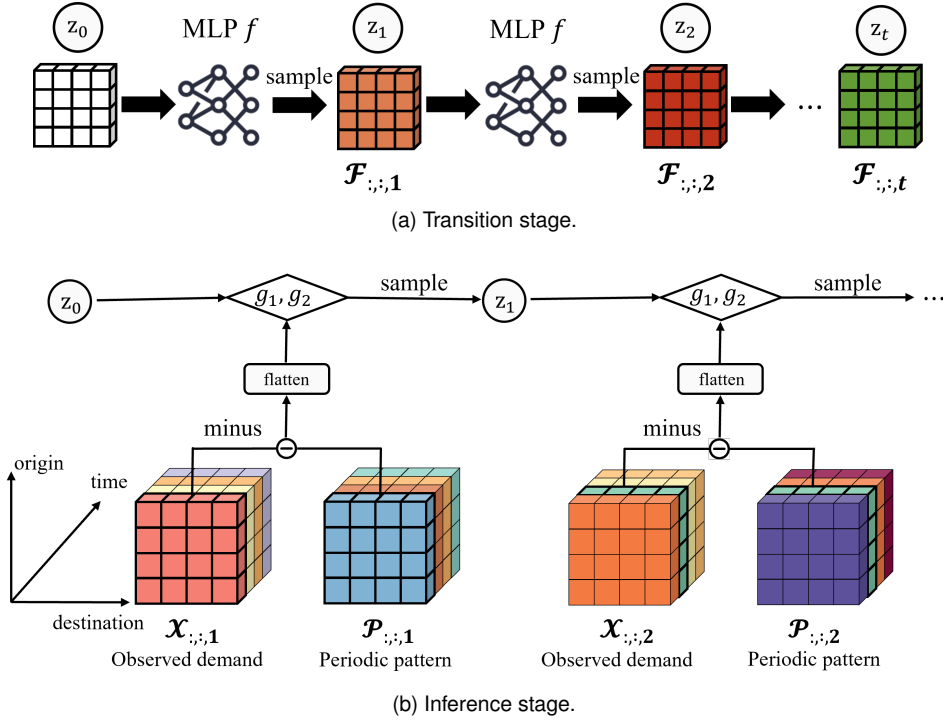 z0 MLP f z1 MLP f z2 zt
sample sample
...
𝓕:,:,1 𝓕:,:,2 𝓕:,:,t
(a) Transition stage.
z0 g1, g2 sample z1 g1, g2 sample ...
flatten flatten
minus minus
origin
time
destination
𝓧:,:,1 𝓟:,:,1 𝓧:,:,2 𝓟:,:,2
Observed demand Periodic pattern Observed demand Periodic pattern
(b) Inference stage.